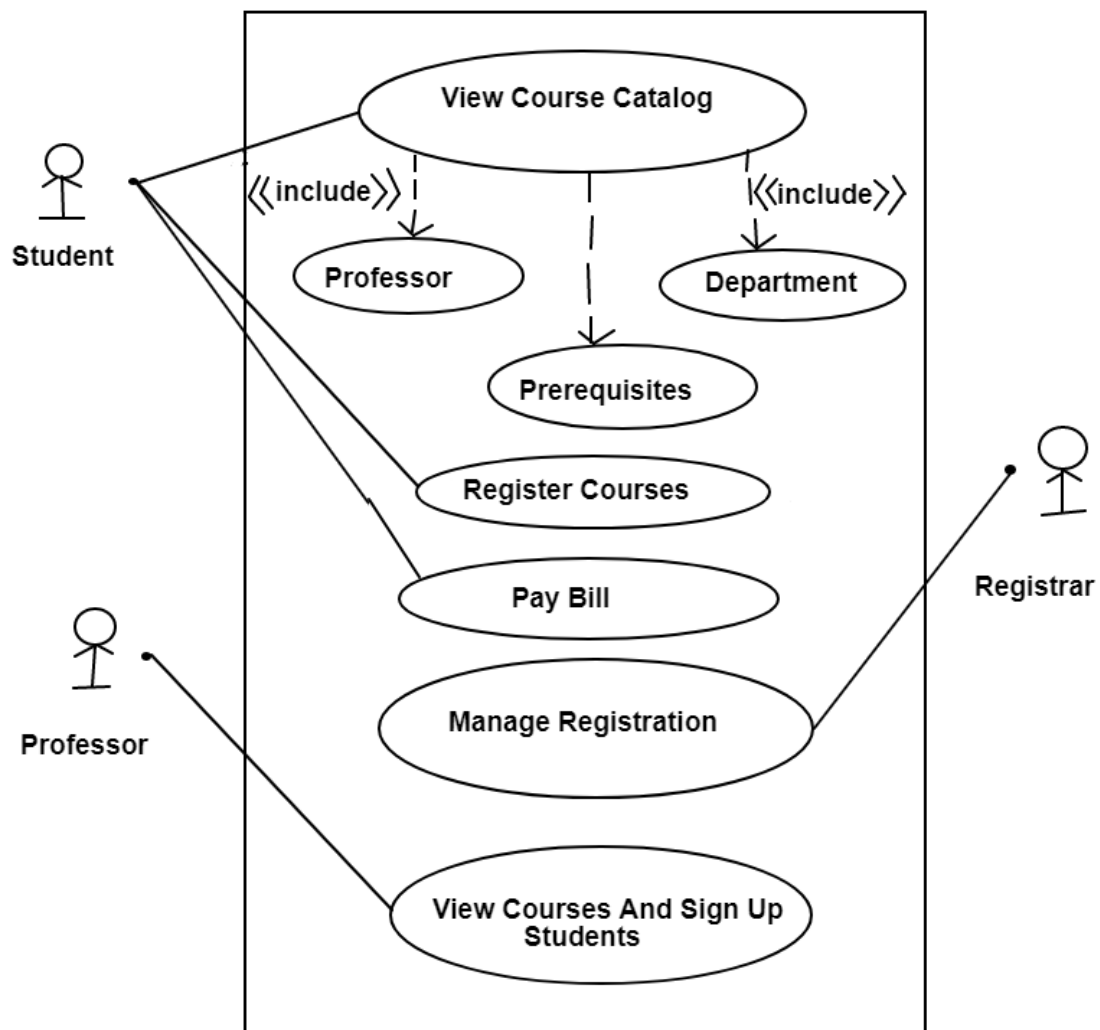 View Course Catalog
<<include>>
<<include>>
Student
Professor
Department
Prerequisites
Register Courses
Registrar
Pay Bill
Manage Registration
Professor
View Courses And Sign Up
Students